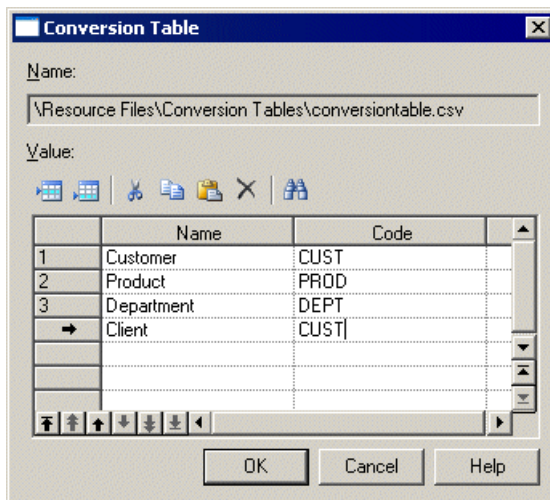 Conversion Table
Name:
\Resource Files\Conversion Tables\conversiontable.csv
Value:
Name Code
1 Customer CUST
2 Product PROD
3 Department DEPT
Client CUST
OK Cancel Help